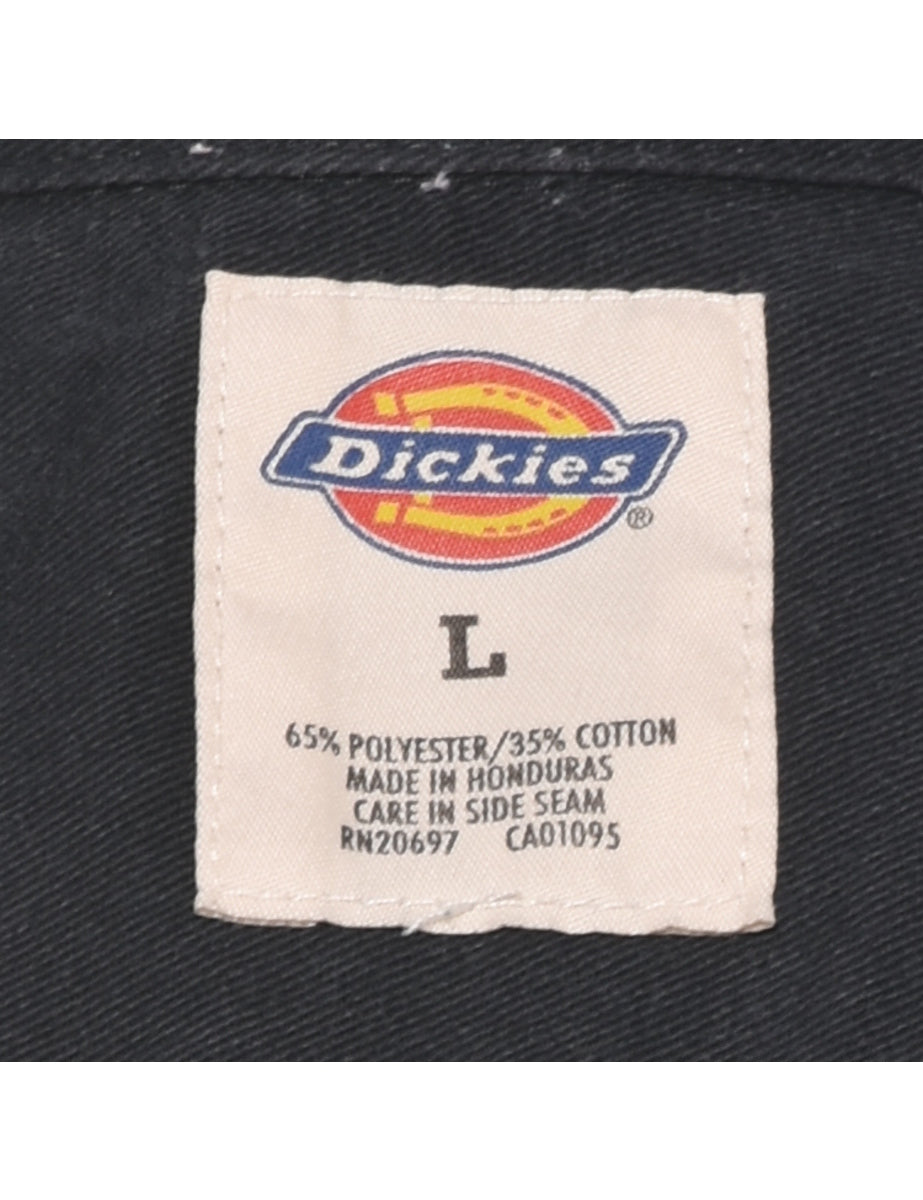 Dickies
®
L
65% POLYESTER/35% COTTON
MADE IN HONDURAS
CARE IN SIDE SEAM
RN20697 CA01095